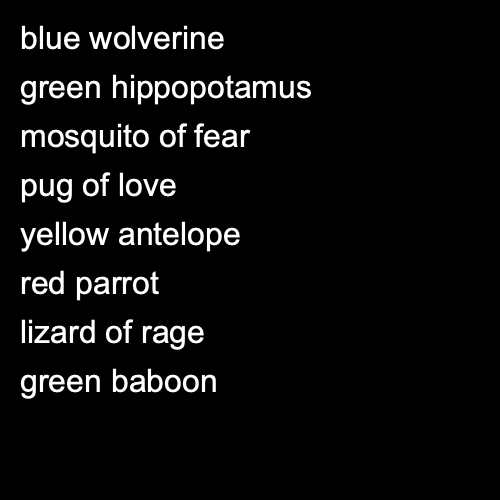 blue wolverine
green hippopotamus
mosquito of fear
pug of love
yellow antelope
red parrot
lizard of rage
green baboon